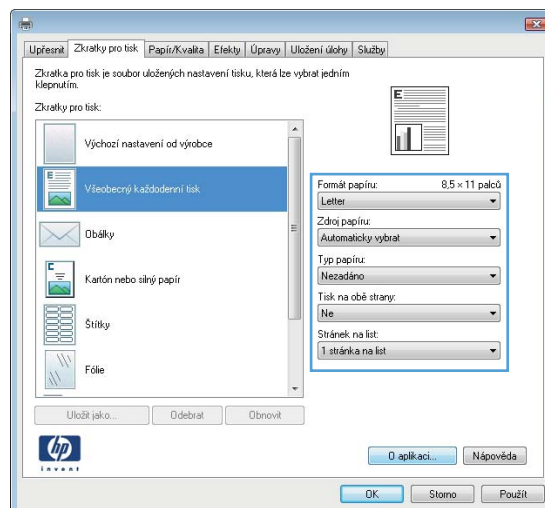 Upřesnit Zkratky pro tisk Papír/Kvalita Efekty Úpravy Uložení úlohy Služby
Zkratka pro tisk je soubor uložených nastavení tisku, která lze vybrat jedním
klepnutím.
Zkratky pro tisk:
Výchozí nastavení od výrobce
Všeobecný každodenní tisk
Obálky
Kartón nebo silný papír
Štítky
Fólie
E
E
C
Formát papíru: 8,5 × 11 palců
Letter
Zdroj papíru:
Automaticky vybrat
Typ papíru:
Nezadáno
Tisk na obě strany:
Ne
Stránek na list:
1 stránka na list
Uložit jako... Odebrat Obnovit
hp
invent
O aplikaci... Nápověda
OK Storno Použít